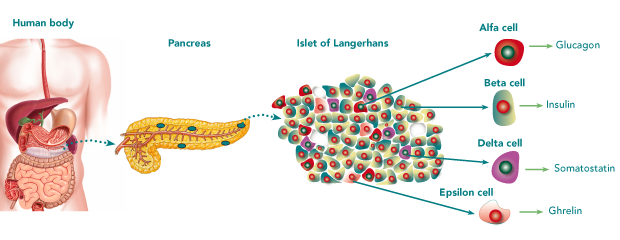 Human body
Pancreas
Islet of Langerhans
Alfa cell
Glucagon
Beta cell
Insulin
Delta cell
Somatostatin
Epsilon cell
Ghrelin